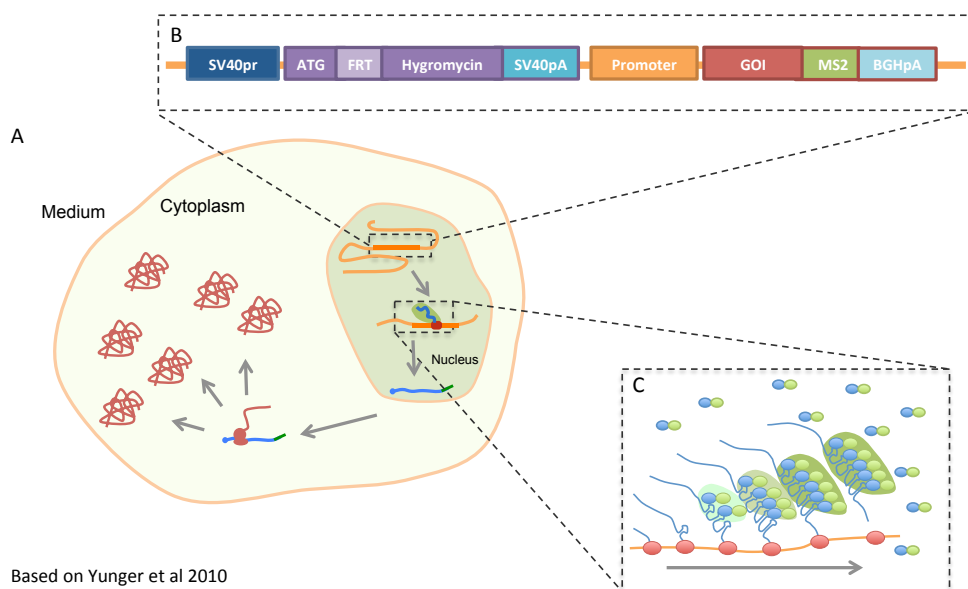 B
SV40pr ATG FRT Hygromycin SV40pA Promoter GOI MS2 BGHpA
A
Medium
Cytoplasm
Nucleus
C
Based on Yunger et al 2010